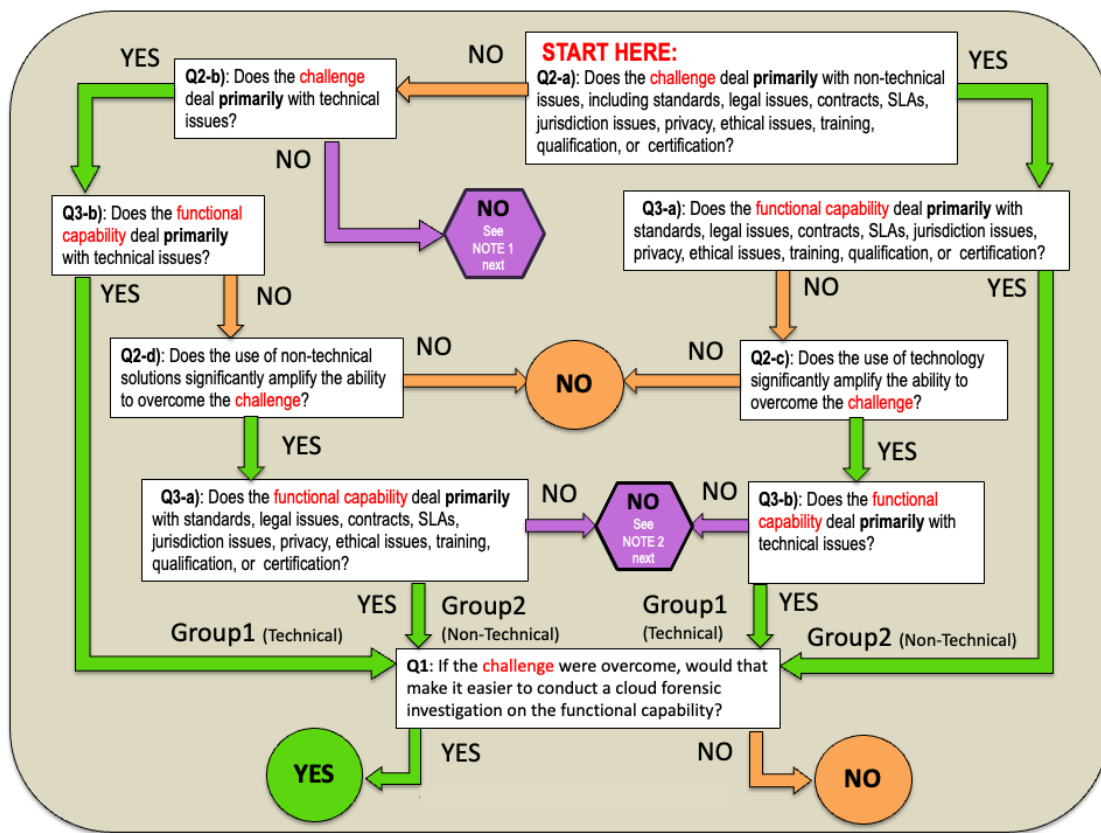 YES
NO
START HERE:
Q2-a): Does the challenge deal primarily with non-technical
issues, including standards, legal issues, contracts, SLAs,
jurisdiction issues, privacy, ethical issues, training,
qualification, or certification?
YES
Q2-b): Does the challenge
deal primarily with technical
issues?
NO
Q3-b): Does the functional
capability deal primarily
with technical issues?
NO
See
NOTE 1
next
Q3-a): Does the functional capability deal primarily with
standards, legal issues, contracts, SLAs, jurisdiction issues,
privacy, ethical issues, training, qualification, or certification?
YES
NO
NO
YES
Q2-d): Does the use of non-technical
solutions significantly amplify the ability
to overcome the challenge?
NO
NO
NO
Q2-c): Does the use of technology
significantly amplify the ability to
overcome the challenge?
YES
YES
Q3-a): Does the functional capability deal primarily
with standards, legal issues, contracts, SLAs,
jurisdiction issues, privacy, ethical issues, training,
qualification, or certification?
NO
NO
See
NOTE 2
next
NO
Q3-b): Does the functional
capability deal primarily with
technical issues?
YES
Group2
(Non-Technical)
Group1
(Technical)
YES
Group1 (Technical)
Group2 (Non-Technical)
Q1: If the challenge were overcome, would that
make it easier to conduct a cloud forensic
investigation on the functional capability?
YES
YES
NO
NO